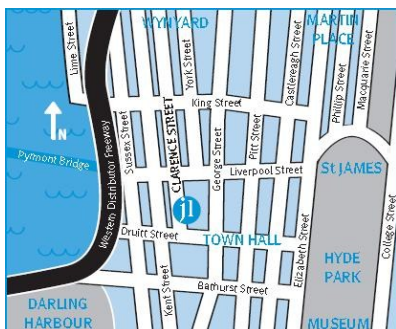 WYNYARD
MARTIN
PLACE
Lime Street
York Street
Castlereagh Street
Phillip Street
Macquarie Street
King Street
N
Sussex Street
CLARENCE STREET
George Street
Pitt Street
Pyrmont Bridge
Western Distributor Freeway
Liverpool Street
St JAMES
jl
Druitt Street
TOWN HALL
Elizabeth Street
College Street
HYDE
PARK
Kent Street
Bathurst Street
DARLING
HARBOUR
MUSEUM